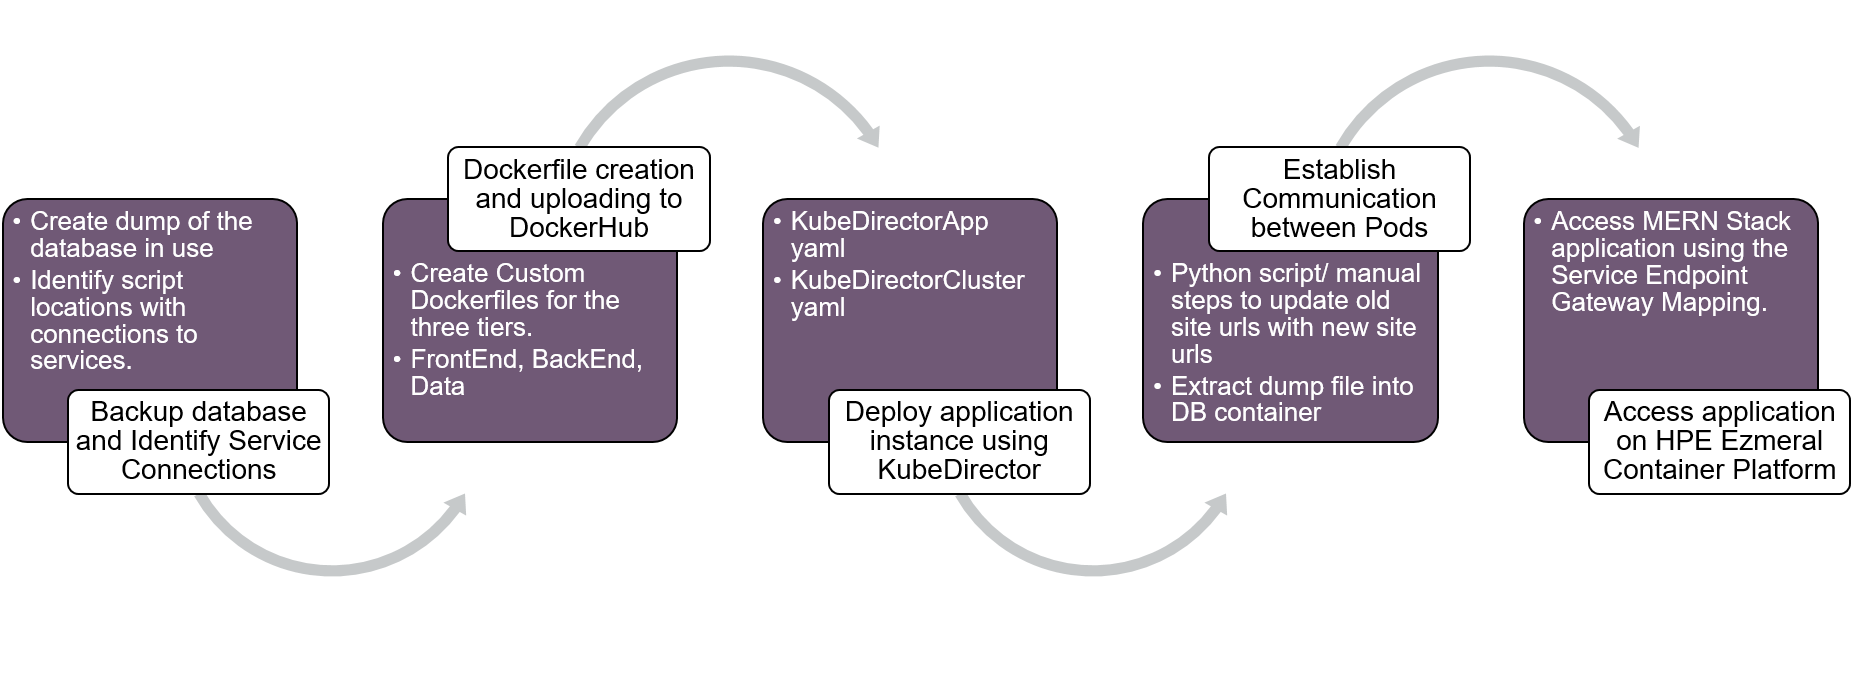 • Create dump of the
database in use
• Identify script
locations with
connections to
services.
Backup database
and Identify Service
Connections
Dockerfile creation
and uploading to
DockerHub
• Create Custom
Dockerfiles for the
three tiers.
• FrontEnd, BackEnd,
Data
• KubeDirectorApp
yaml
• KubeDirectorCluster
yaml
Deploy application
instance using
KubeDirector
Establish
Communication
between Pods
• Python script/ manual
steps to update old
site urls with new site
urls
• Extract dump file into
DB container
• Access MERN Stack
application using the
Service Endpoint
Gateway Mapping.
Access application
on HPE Ezmeral
Container Platform